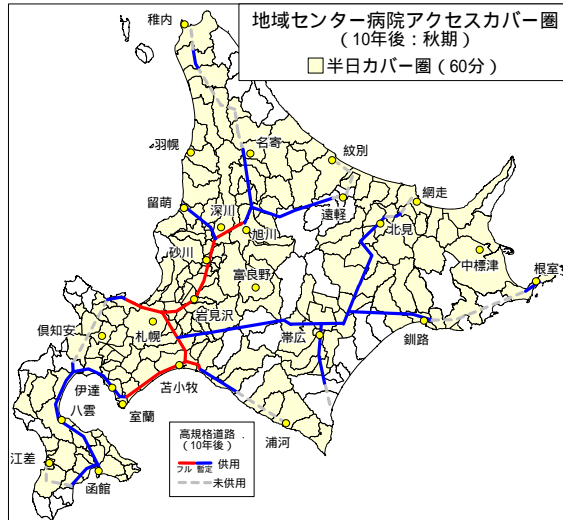 地域センター病院アクセスカバー圏
(10年後：秋期)
半日カバー圏(60分)
稚内
羽幌
名寄
紋別
留萌
深川
旭川
遠軽
網走
北見
砂川
富良野
中標津
根室
倶知安
札幌
岩見沢
帯広
釧路
伊達
苫小牧
八雲
室蘭
浦河
江差
函館
高規格道路.
(10年後)
フル 暫定 供用
未供用